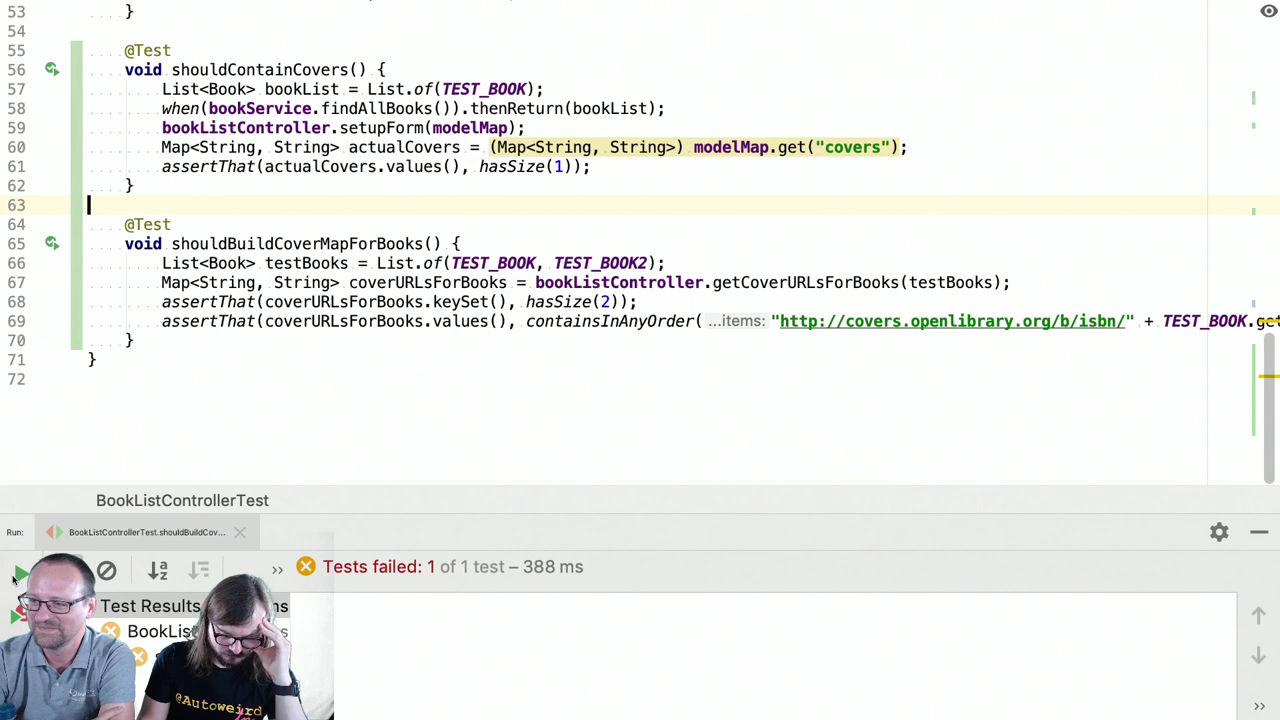 53 }
54
55 @Test
56 void shouldContainCovers() {
57 List<Book> bookList = List.of(TEST_BOOK);
58 when(bookService.findAllBooks()).thenReturn(bookList);
59 bookListController.setupForm(modelMap);
60 Map<String, String> actualCovers = (Map<String, String>) modelMap.get("covers");
61 assertThat(actualCovers.values(), hasSize(1));
62 }
63
64 @Test
65 void shouldBuildCoverMapForBooks() {
66 List<Book> testBooks = List.of(TEST_BOOK, TEST_BOOK2);
67 Map<String, String> coverURLsForBooks = bookListController.getCoverURLsForBooks(testBooks);
68 assertThat(coverURLsForBooks.keySet(), hasSize(2));
69 assertThat(coverURLsForBooks.values(), containsInAnyOrder( ...items: "http://covers.openlibrary.org/b/isbn/" + TEST_BOOK.get
70 }
71 }
72
BookListControllerTest
Run: BookListControllerTest.shouldBuildCov...
Tests failed: 1 of 1 test – 388 ms
Test Results
BookLis
@Autoweird